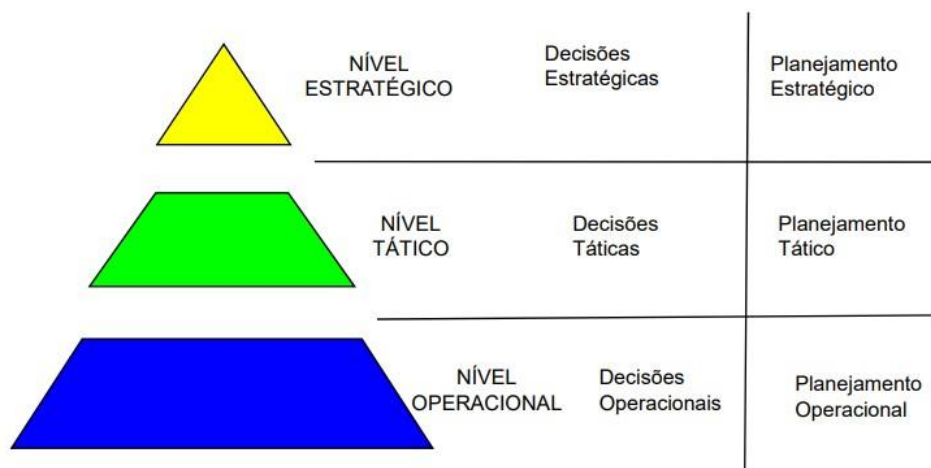 NÍVEL
ESTRATÉGICO
Decisões
Estratégicas
Planejamento
Estratégico
NÍVEL
TÁTICO
Decisões
Táticas
Planejamento
Tático
NÍVEL
OPERACIONAL
Decisões
Operacionais
Planejamento
Operacional